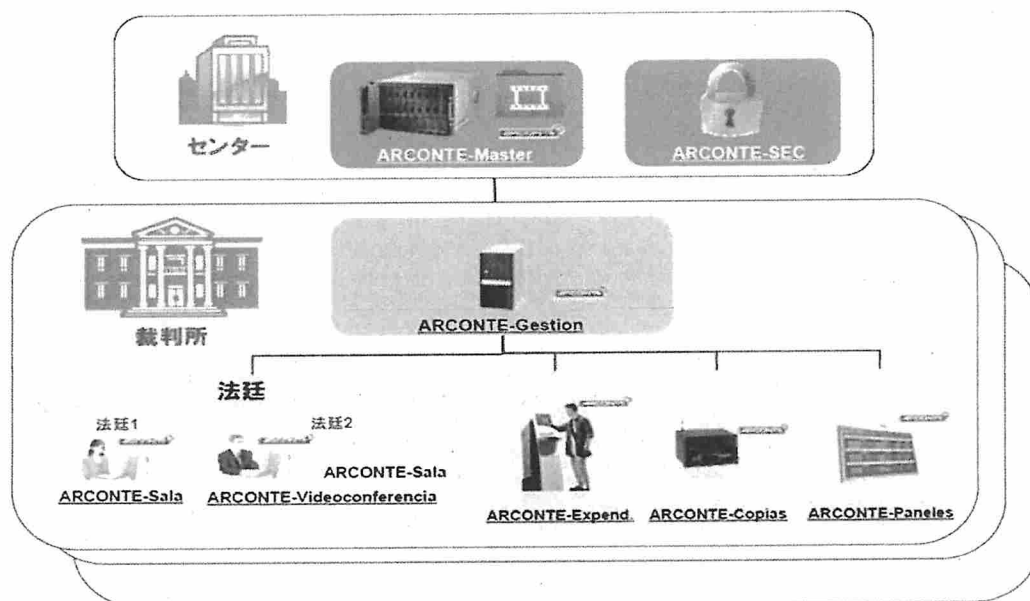 センター
ARCONTE-Master
ARCONTE-SEC
裁判所
ARCONTE-Gestion
法廷
法廷1
法廷2
ARCONTE-Sala
ARCONTE-Sala
ARCONTE-Videoconferencia
ARCONTE-Expend.
ARCONTE-Copias
ARCONTE-Paneles